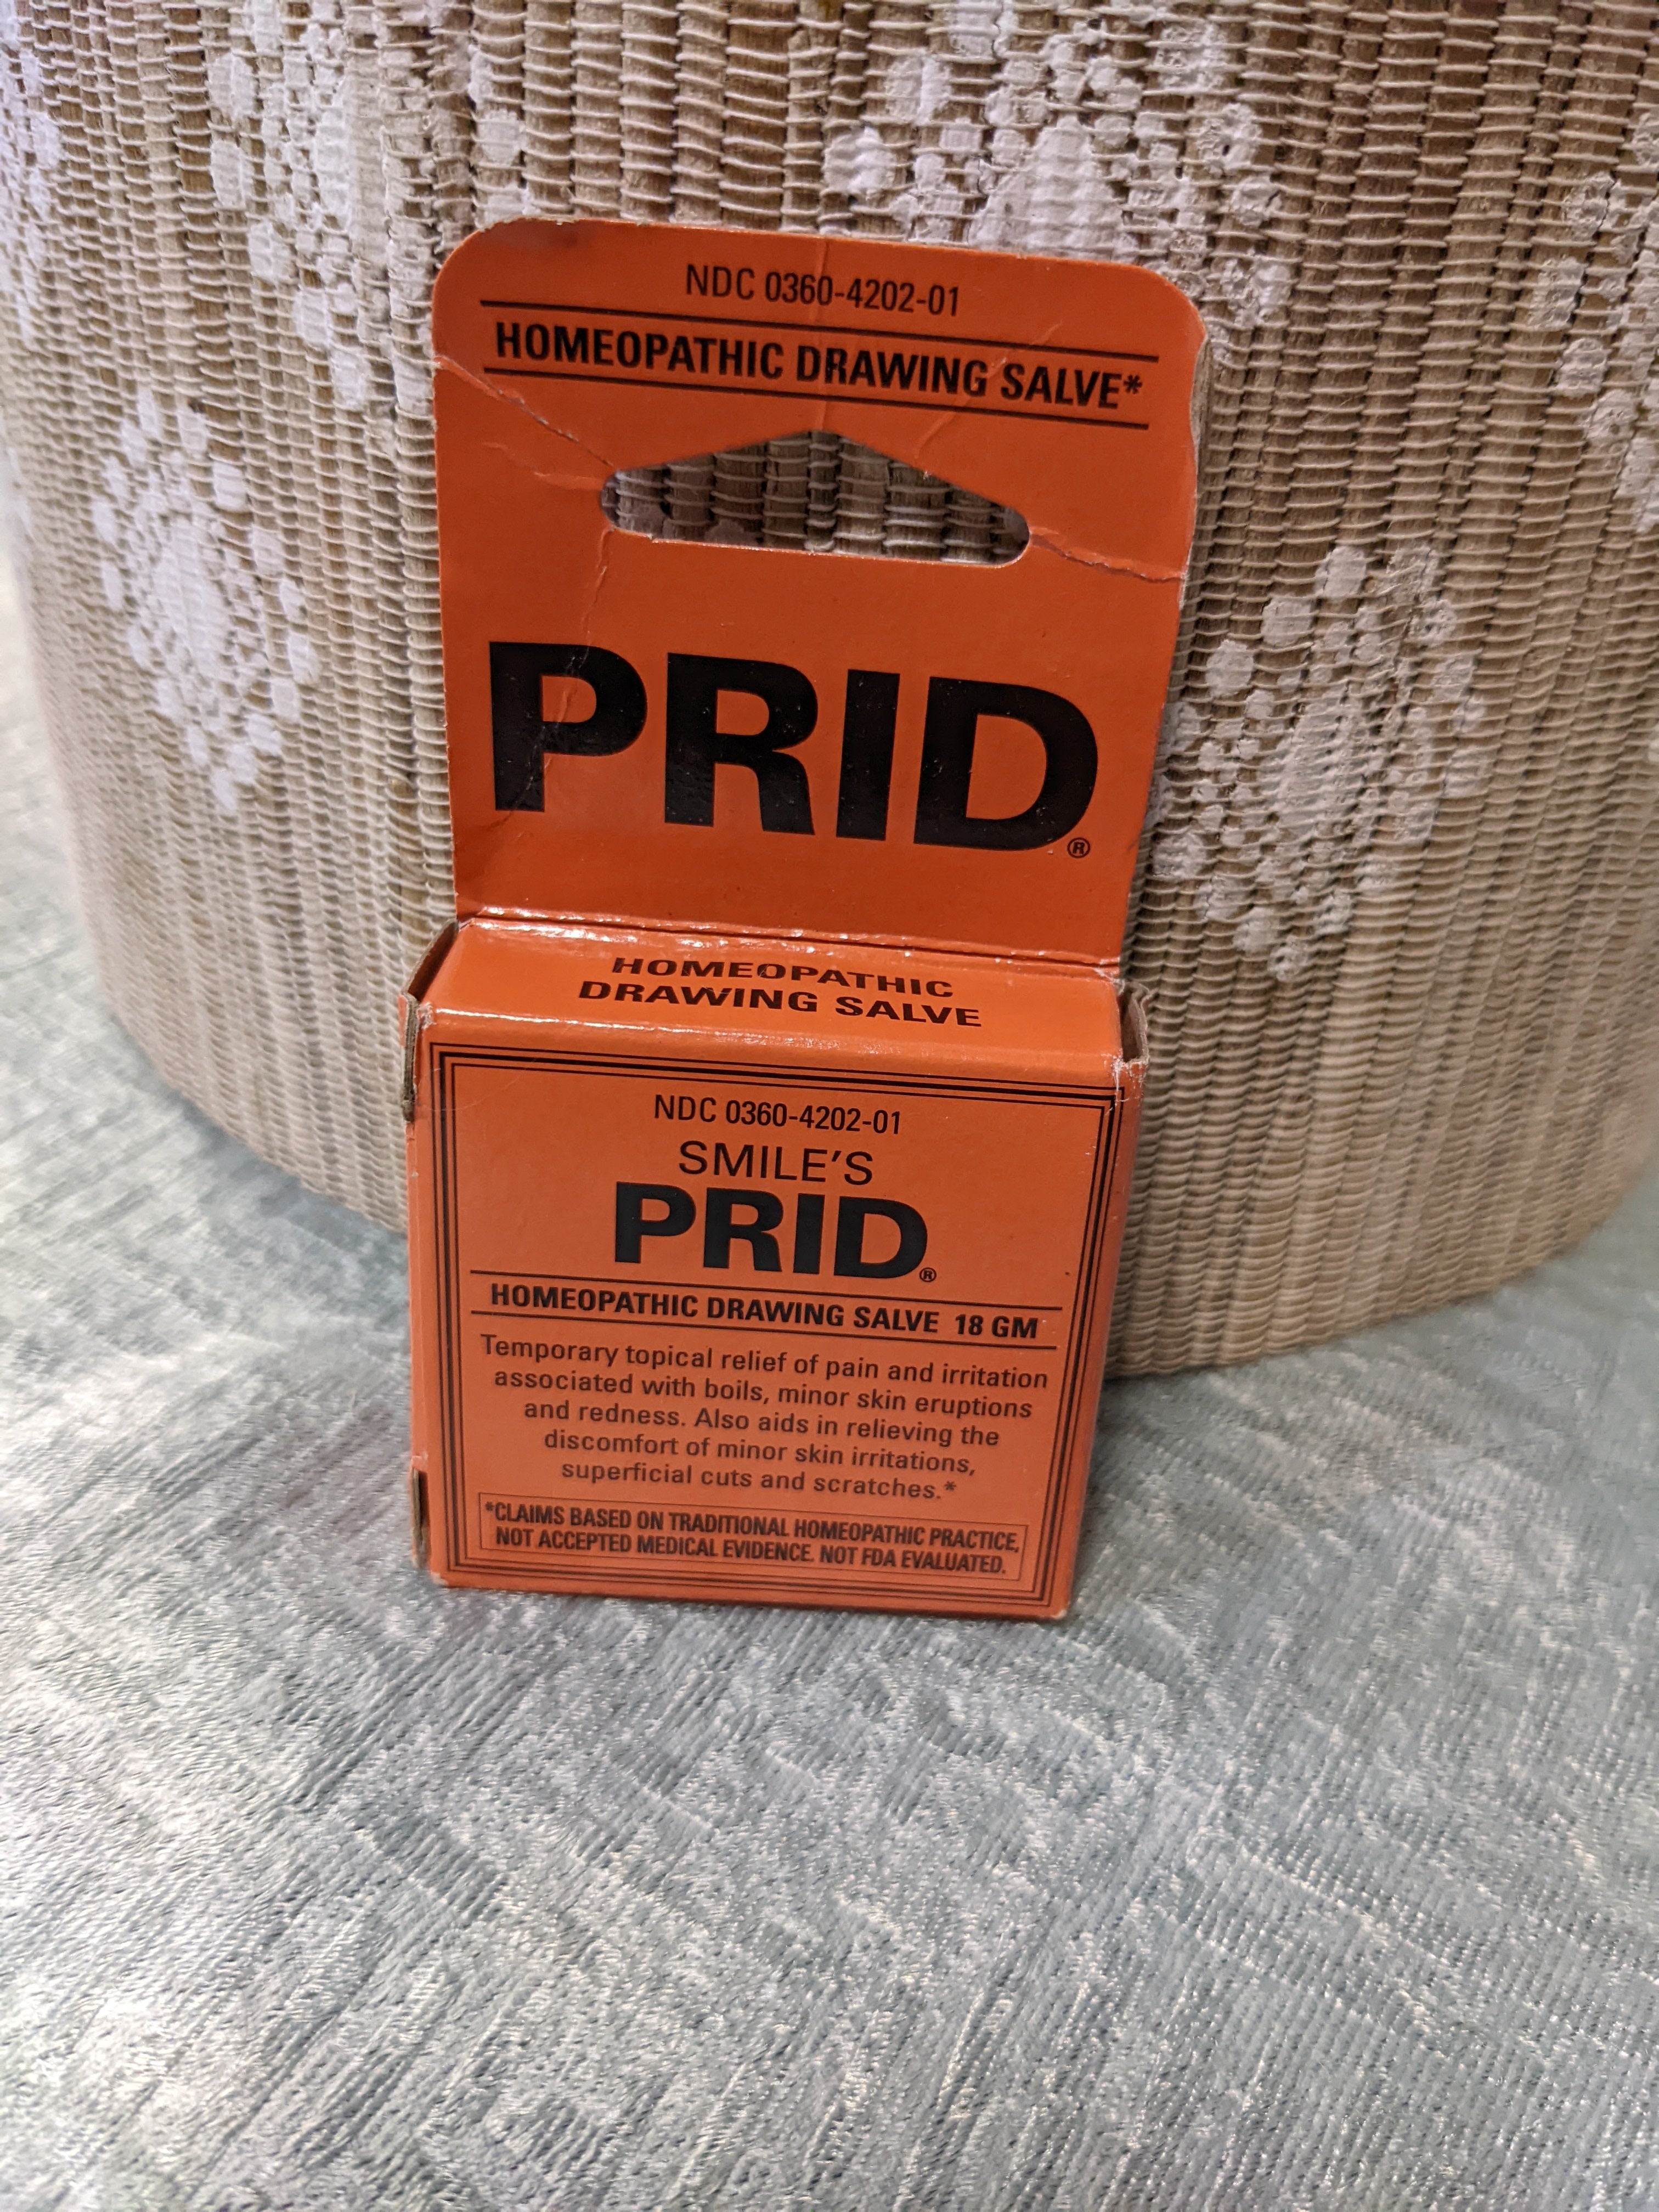 NDC 0360-4202-01
HOMEOPATHIC DRAWING SALVE*
PRID®
HOMEOPATHIC
DRAWING SALVE
NDC 0360-4202-01
SMILE'S
PRID®
HOMEOPATHIC DRAWING SALVE 18 GM
Temporary topical relief of pain and irritation
associated with boils, minor skin eruptions
and redness. Also aids in relieving the
discomfort of minor skin irritations,
superficial cuts and scratches.*
*CLAIMS BASED ON TRADITIONAL HOMEOPATHIC PRACTICE,
NOT ACCEPTED MEDICAL EVIDENCE. NOT FDA EVALUATED.